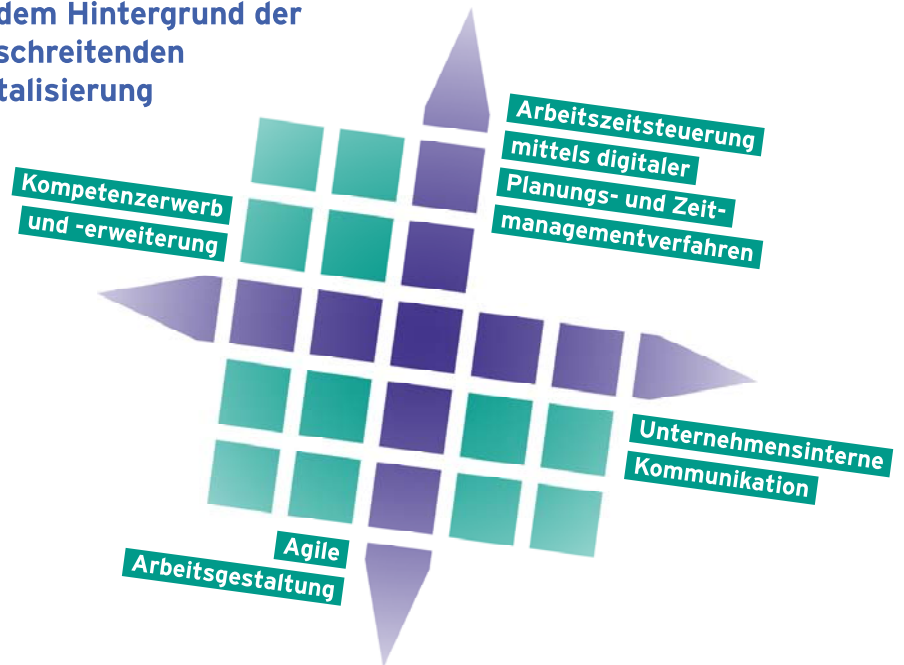 dem Hintergrund der
schreitenden
talisierung
Arbeitszeitsteuerung
mittels digitaler
Planungs- und Zeit-
managementverfahren
Kompetenzerwerb
und -erweiterung
Unternehmensinterne
Kommunikation
Agile
Arbeitsgestaltung